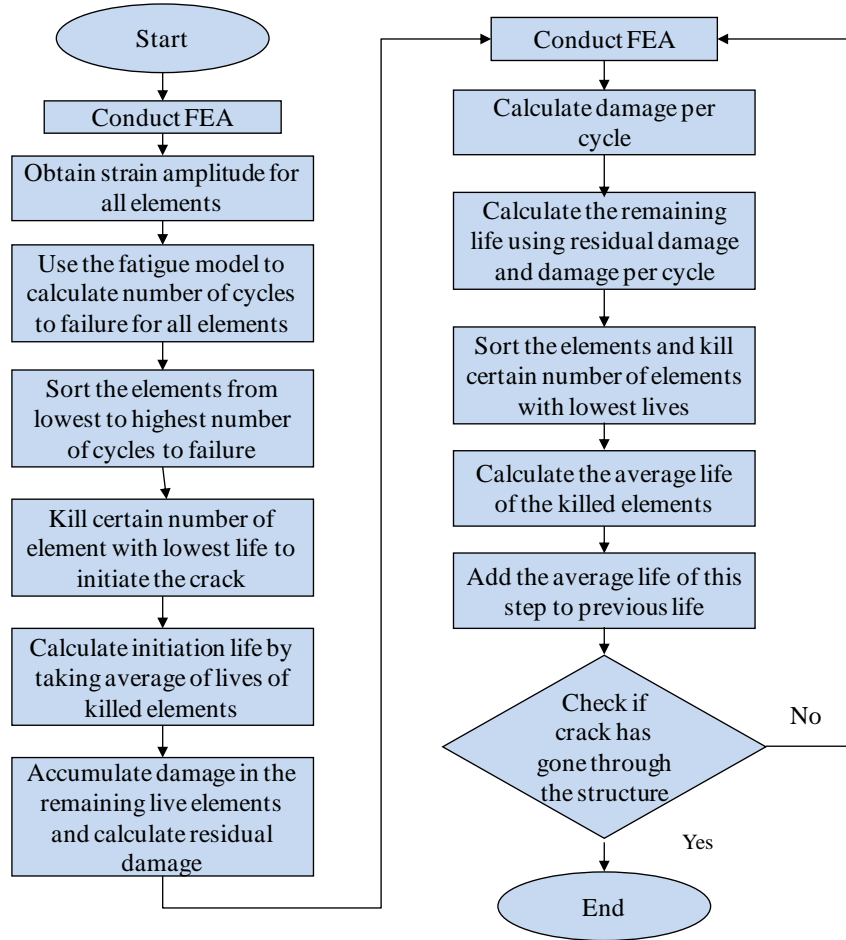 Start
Conduct FEA
Obtain strain amplitude for
all elements
Use the fatigue model to
calculate number of cycles
to failure for all elements
Sort the elements from
lowest to highest number
of cycles to failure
Kill certain number of
element with lowest life to
initiate the crack
Calculate initiation life by
taking average of lives of
killed elements
Accumulate damage in the
remaining live elements
and calculate residual
damage
Conduct FEA
Calculate damage per
cycle
Calculate the remaining
life using residual damage
and damage per cycle
Sort the elements and kill
certain number of elements
with lowest lives
Calculate the average life
of the killed elements
Add the average life of this
step to previous life
Check if
crack has
gone through
the structure
No
Yes
End